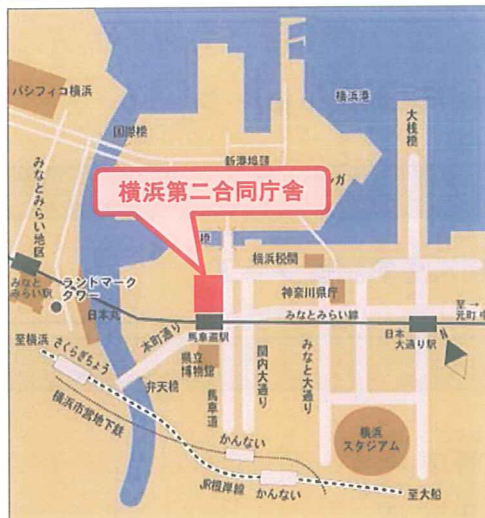 パシフィコ横浜
横浜港
大桟橋
国際橋
新港埠頭
横浜第二合同庁舎
ガ
橋
みなとみらい地区
横浜税関
みなと
みらい駅
ランドマーク
タワー
日本丸
神奈川県庁
みなとみらい線
至→
元町中
本町通り
馬車道駅
日本
大通り駅
至横浜
さくらぎちょう
県立
博物館
弁天橋
馬車道
関内大通り
みなと大通り
横浜市営地下鉄
かんない
横浜
スタジアム
JR根岸線
かんない
至大船
N